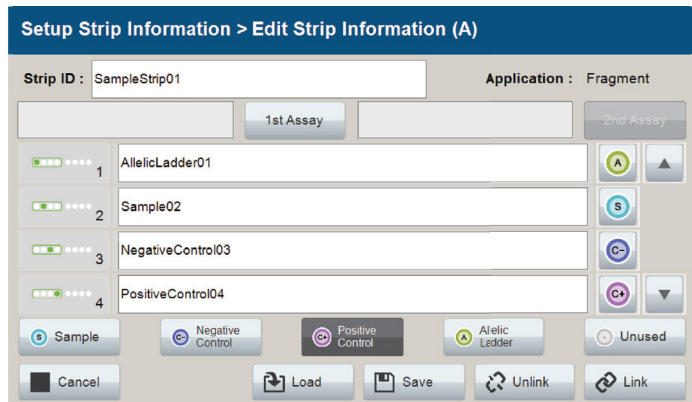 Setup Strip Information > Edit Strip Information (A)
Strip ID : SampleStrip01 Application : Fragment
1st Assay 2nd Assay
1 AllelicLadder01 A
2 Sample02 S
3 NegativeControl03 C-
4 PositiveControl04 C+
S Sample C- Negative Control C+ Positive Control A Allelic Ladder - Unused
Cancel Load Save Unlink Link